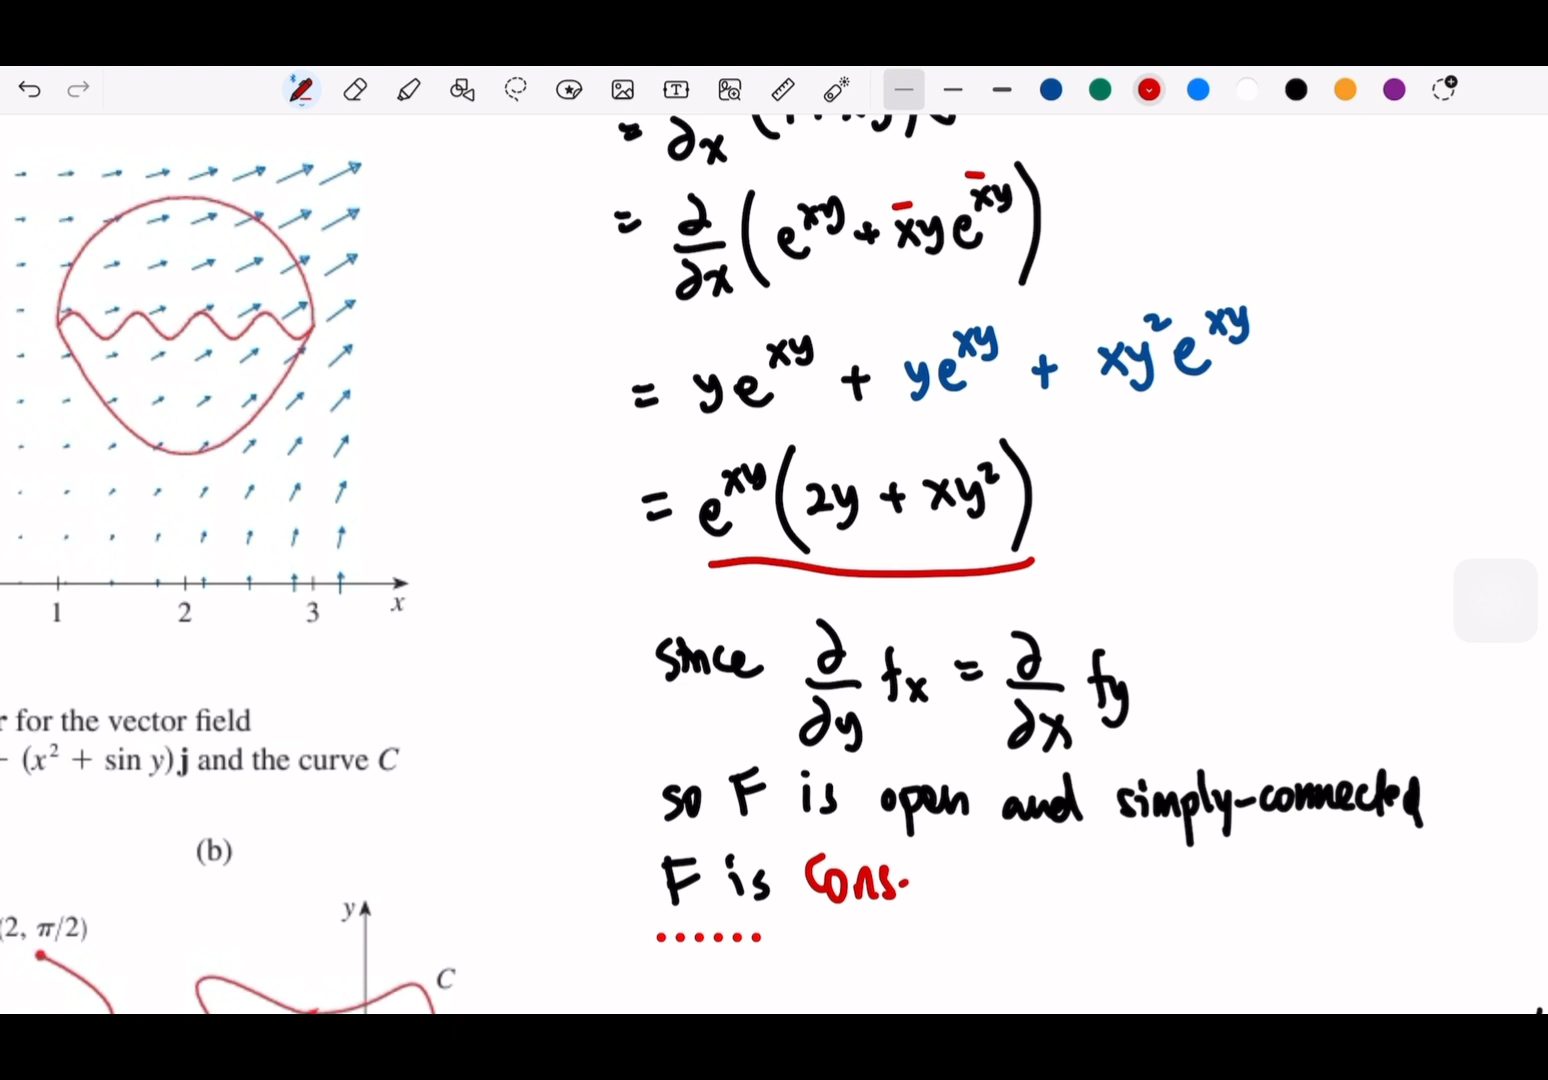 = ∂x
= ∂/∂x (e^xy + xye^xy)
= ye^xy + ye^xy + xy²e^xy
= e^xy (2y + xy²)
since ∂/∂y fx = ∂/∂x fy
so F is open and simply-connected
F is Cons.
1 2 3 x
r for the vector field
(x² + sin y)j and the curve C
(b)
(2, π/2)
y
C
T